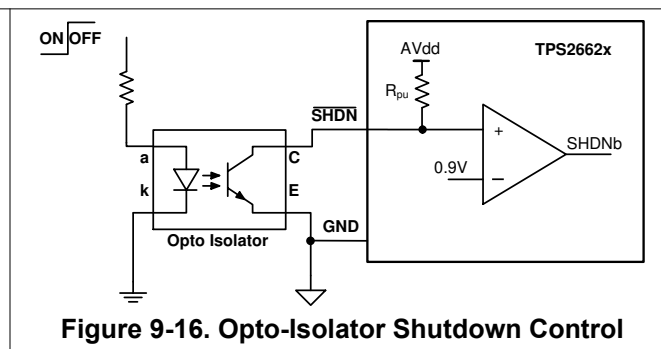 ON OFF
AVdd
TPS2662x
Rpu
SHDN
a
C
+
SHDNb
0.9V
−
k
E
GND
Opto Isolator
Figure 9-16. Opto-Isolator Shutdown Control